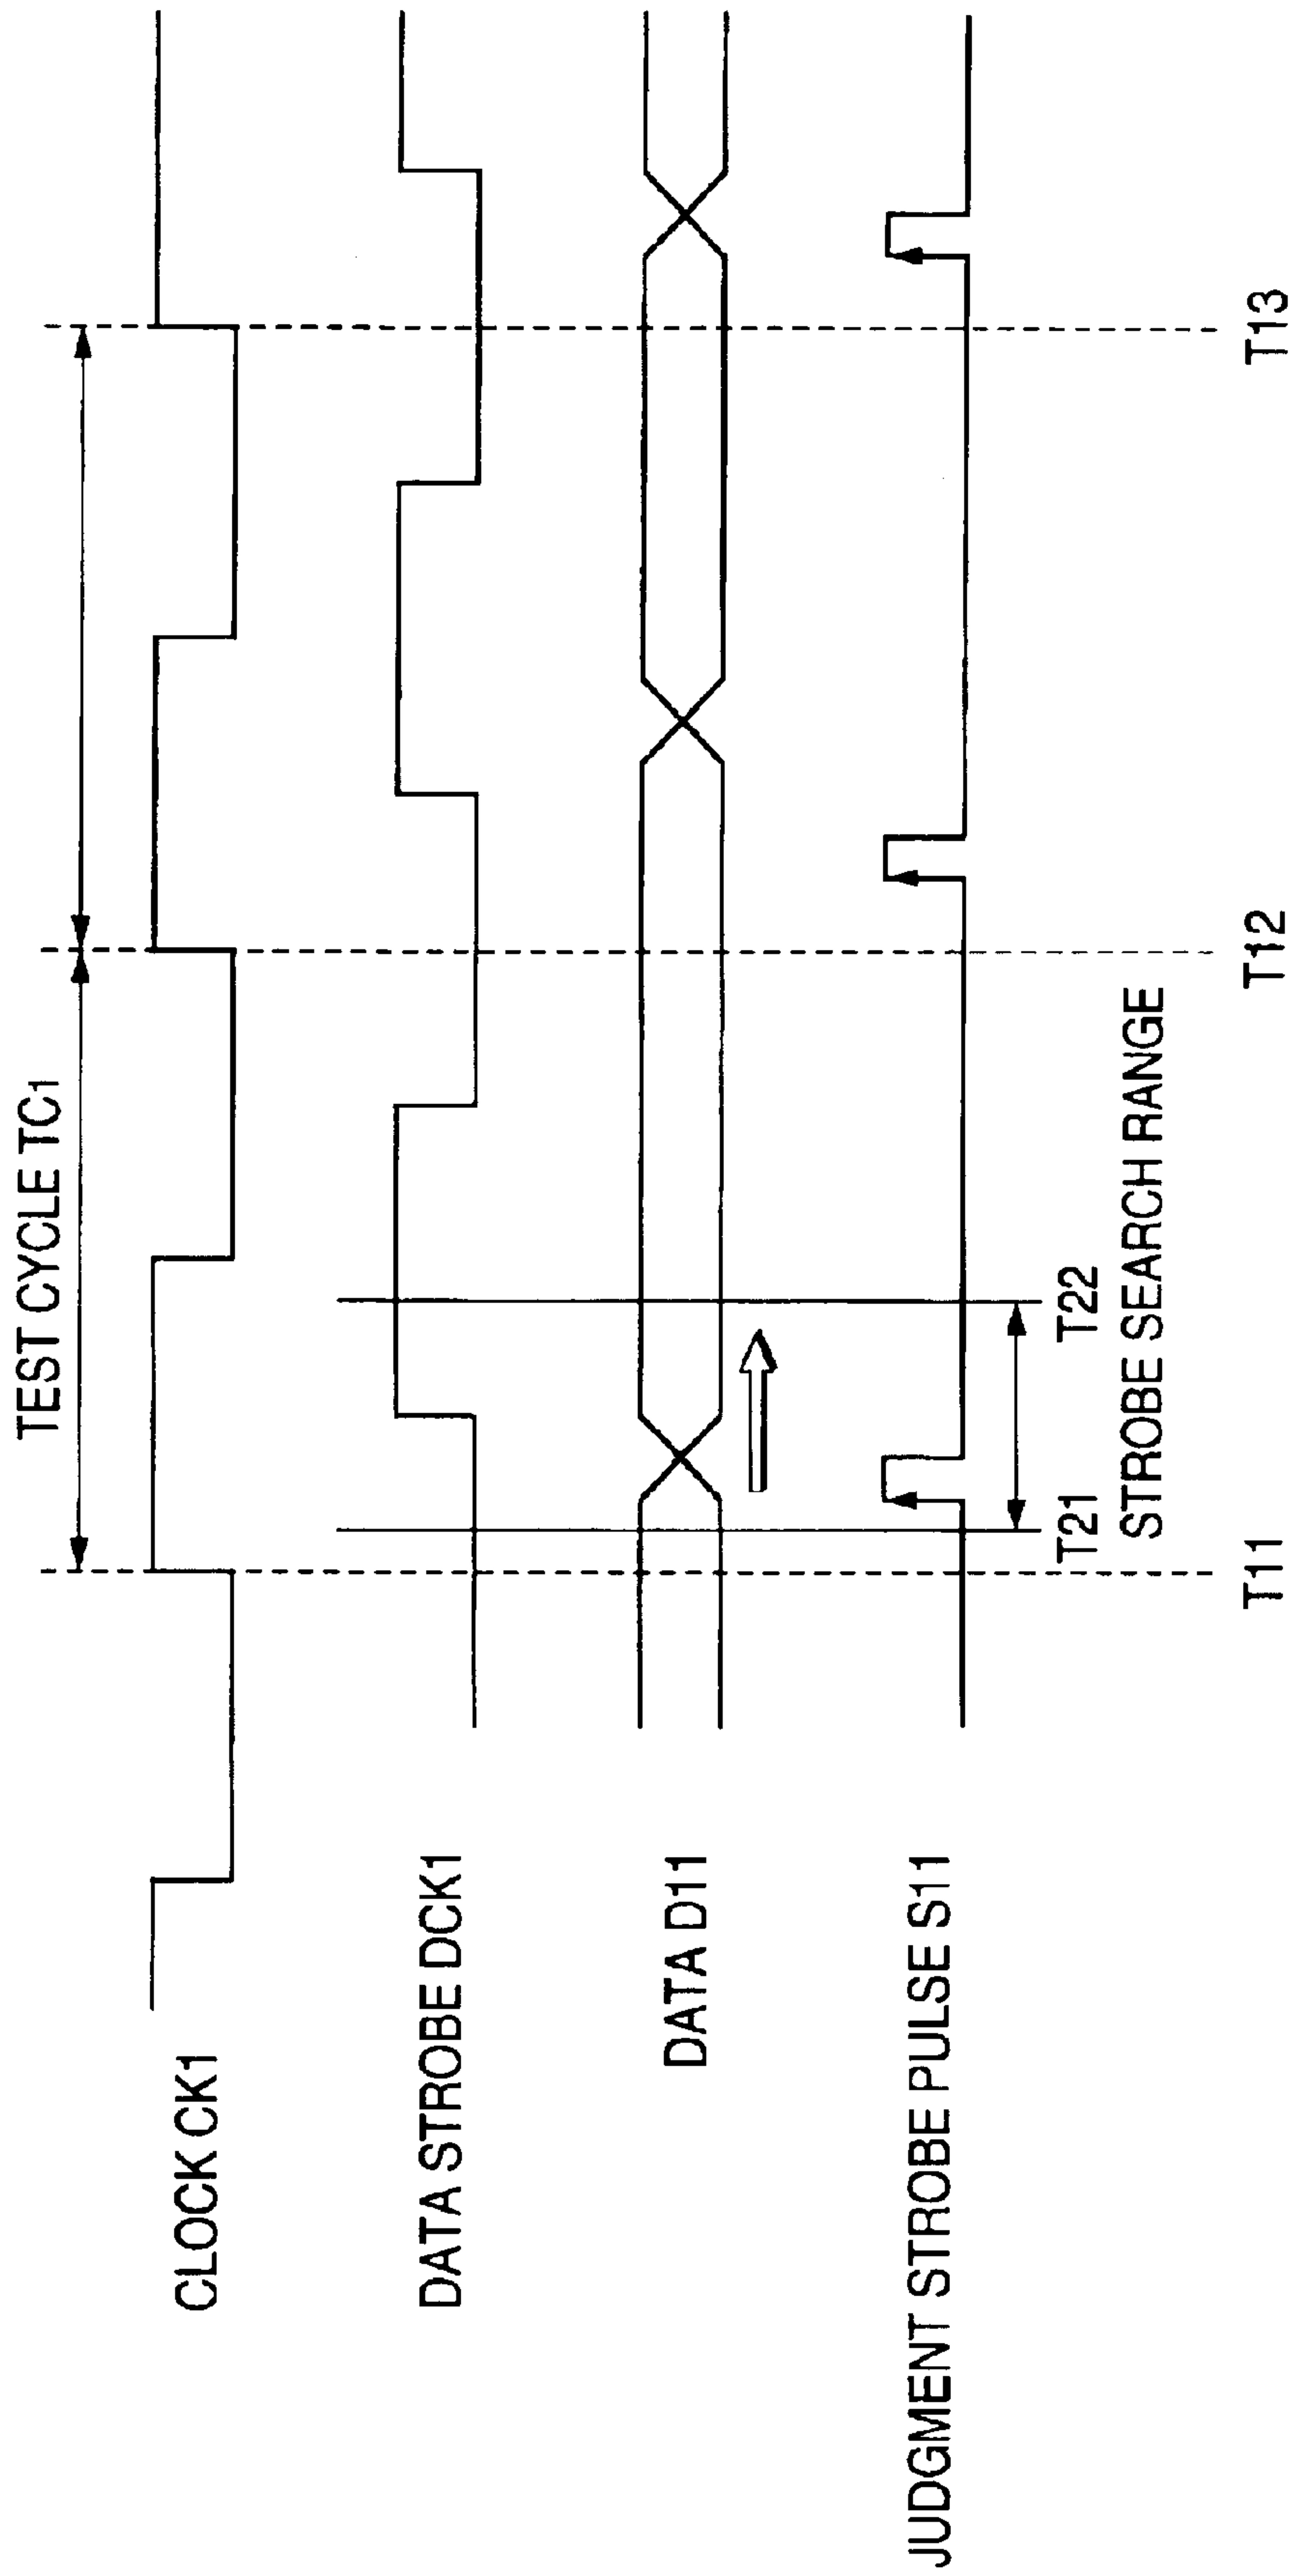 TEST CYCLE TC1
CLOCK CK1
DATA STROBE DCK1
DATA D11
JUDGMENT STROBE PULSE S11
T21
T22
STROBE SEARCH RANGE
T11
T12
T13